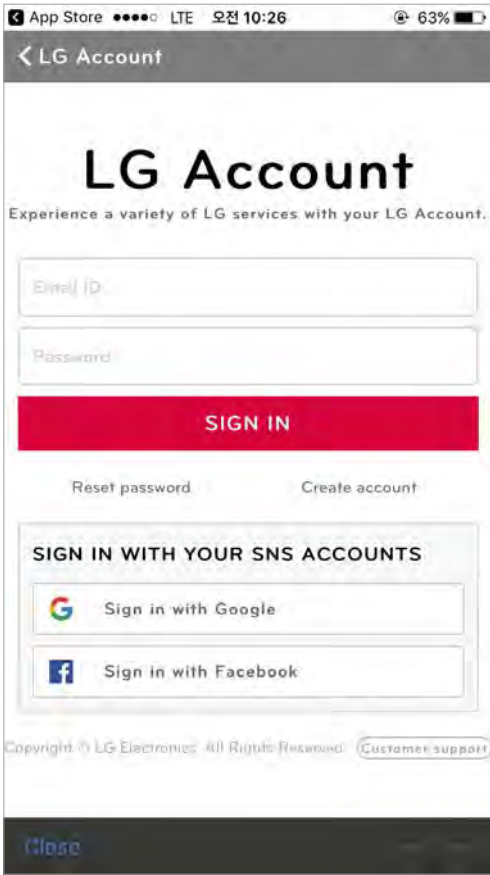 App Store LTE 오전 10:26 63%
LG Account
LG Account
Experience a variety of LG services with your LG Account.
Email ID
Password
SIGN IN
Reset password Create account
SIGN IN WITH YOUR SNS ACCOUNTS
Sign in with Google
Sign in with Facebook
Copyright © LG Electronics. All Rights Reserved. Customer support
Close